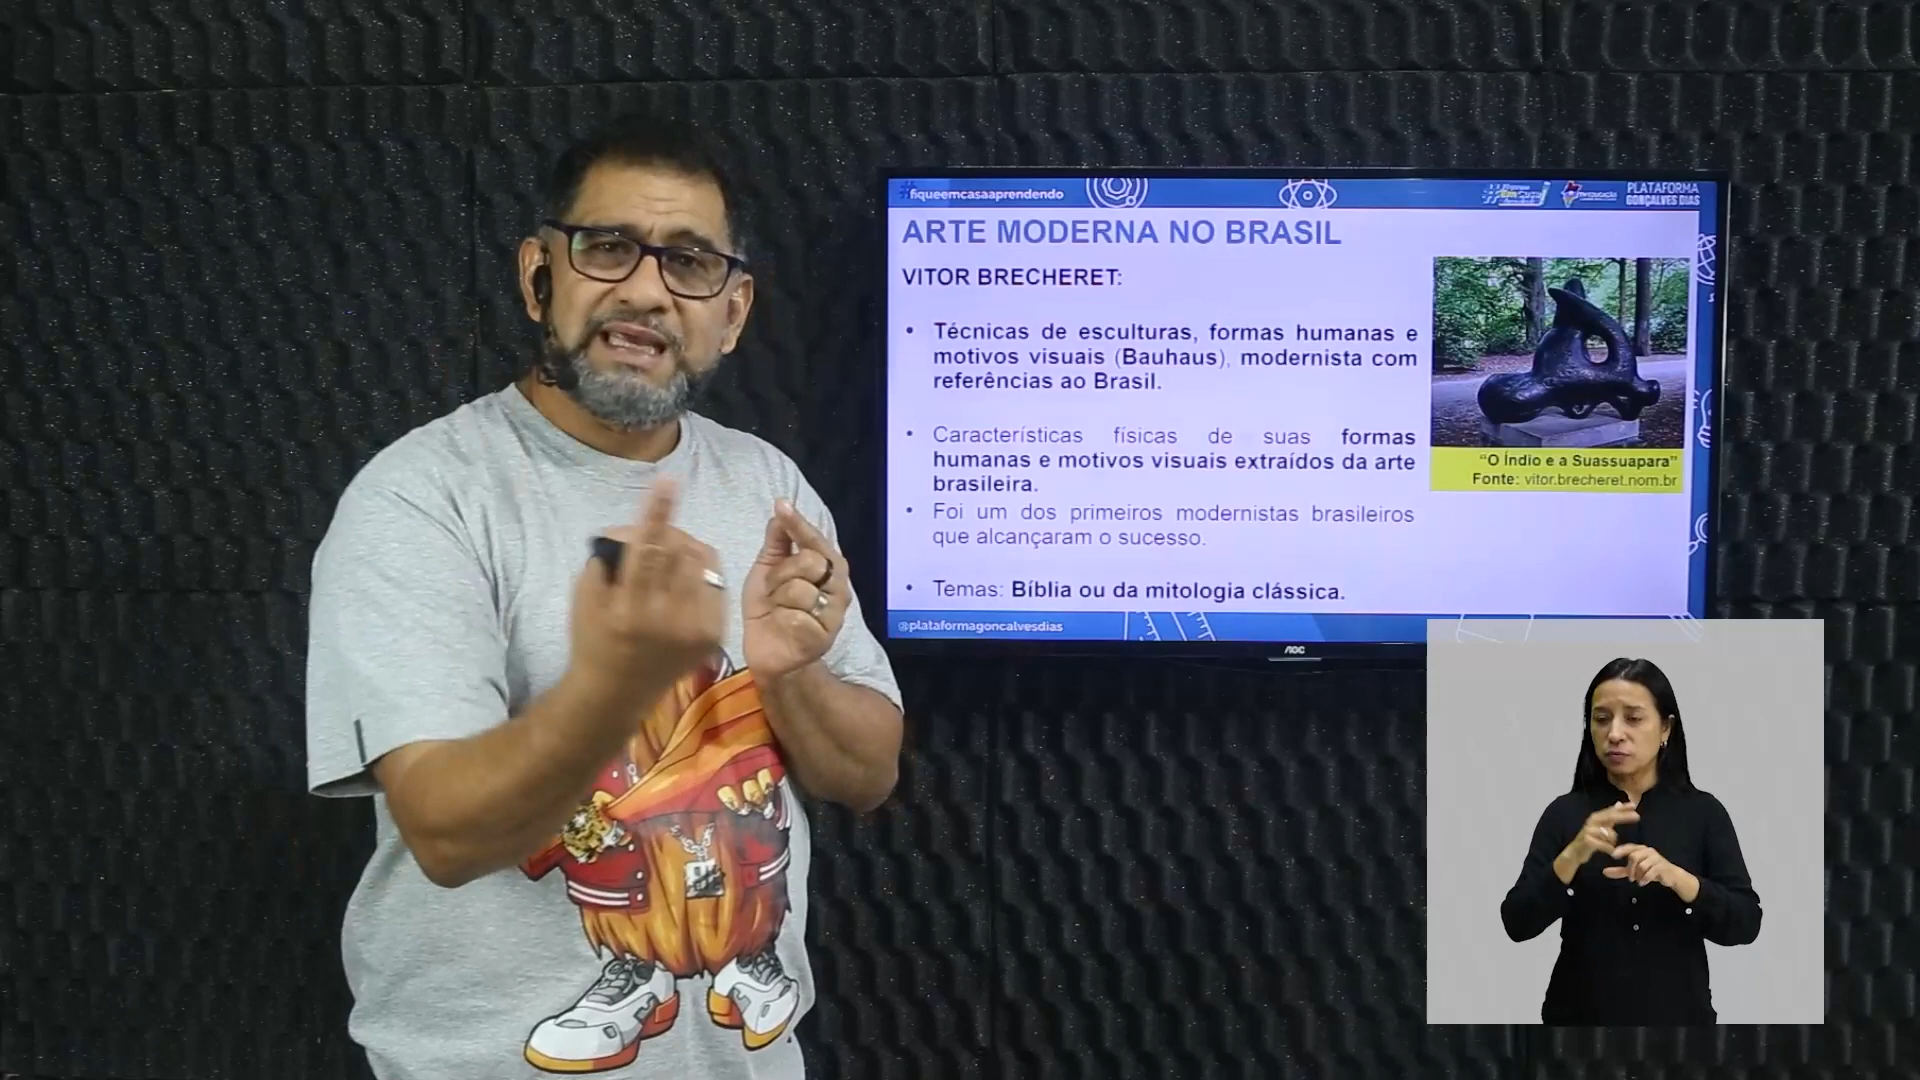 #fiqueemcasaaprendendo
PLATAFORMA
GONÇALVES DIAS
ARTE MODERNA NO BRASIL
VITOR BRECHERET:
• Técnicas de esculturas, formas humanas e
motivos visuais (Bauhaus), modernista com
referências ao Brasil.
• Características físicas de suas formas
humanas e motivos visuais extraídos da arte
brasileira.
• Foi um dos primeiros modernistas brasileiros
que alcançaram o sucesso.
• Temas: Bíblia ou da mitologia clássica.
“O Índio e a Suassuapara”
Fonte: vitor.brecheret.nom.br
@plataformagoncalvesdias
AOC